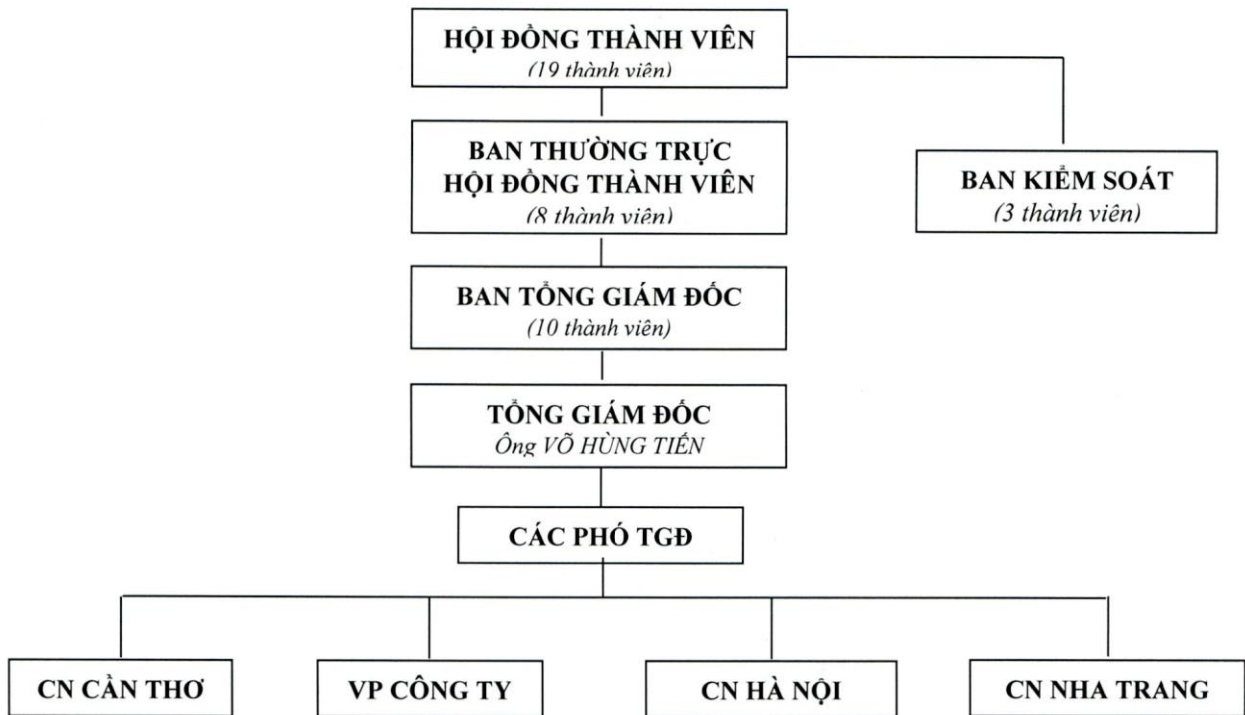 HỘI ĐỒNG THÀNH VIÊN
(19 thành viên)
BAN THƯỜNG TRỰC
HỘI ĐỒNG THÀNH VIÊN
(8 thành viên)
BAN KIỂM SOÁT
(3 thành viên)
BAN TỔNG GIÁM ĐỐC
(10 thành viên)
TỔNG GIÁM ĐỐC
Ông VÕ HÙNG TIẾN
CÁC PHÓ TGĐ
CN CẦN THƠ
VP CÔNG TY
CN HÀ NỘI
CN NHA TRANG